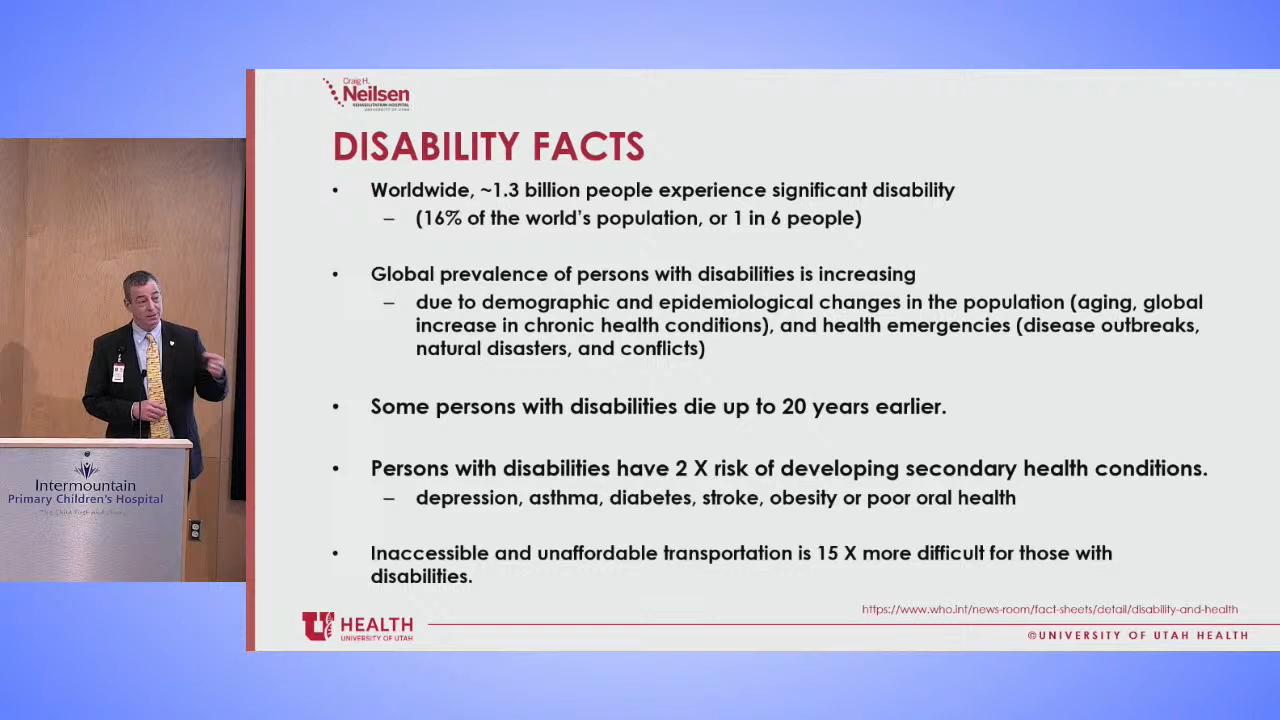 Craig H.
Neilsen
REHABILITATION HOSPITAL
UNIVERSITY OF UTAH
DISABILITY FACTS
• Worldwide, ~1.3 billion people experience significant disability
– (16% of the world's population, or 1 in 6 people)
• Global prevalence of persons with disabilities is increasing
– due to demographic and epidemiological changes in the population (aging, global
increase in chronic health conditions), and health emergencies (disease outbreaks,
natural disasters, and conflicts)
• Some persons with disabilities die up to 20 years earlier.
• Persons with disabilities have 2 X risk of developing secondary health conditions.
– depression, asthma, diabetes, stroke, obesity or poor oral health
• Inaccessible and unaffordable transportation is 15 X more difficult for those with
disabilities.
https://www.who.int/news-room/fact-sheets/detail/disability-and-health
U HEALTH
UNIVERSITY OF UTAH
©UNIVERSITY OF UTAH HEALTH
Intermountain
Primary Children's Hospital
The Child First and Always